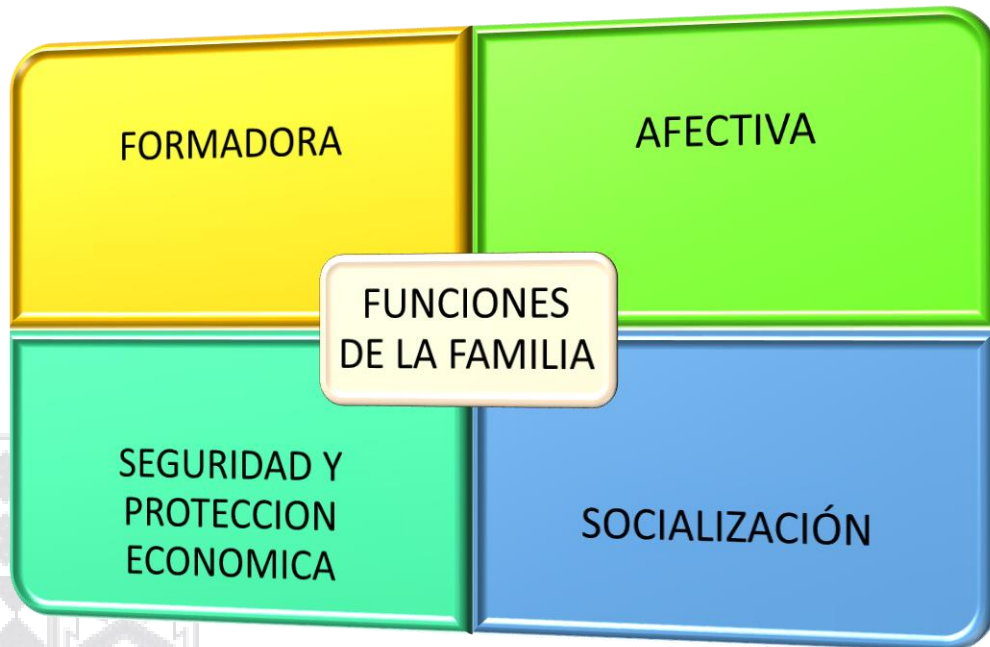 FORMADORA
AFECTIVA
FUNCIONES
DE LA FAMILIA
SEGURIDAD Y
PROTECCION
ECONOMICA
SOCIALIZACIÓN